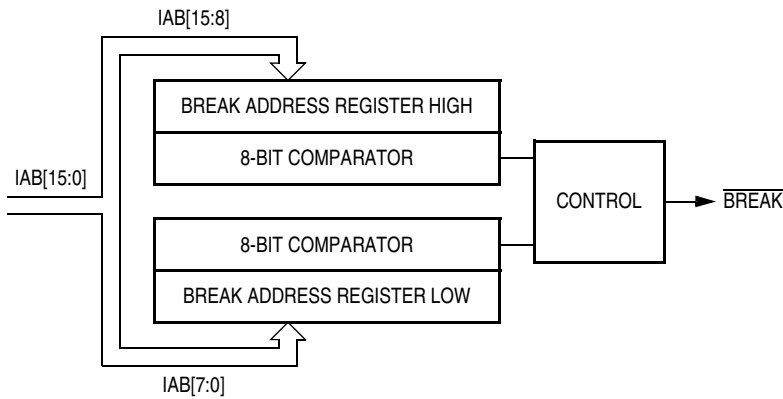 IAB[15:8]
BREAK ADDRESS REGISTER HIGH
8-BIT COMPARATOR
IAB[15:0]
CONTROL
BREAK
8-BIT COMPARATOR
BREAK ADDRESS REGISTER LOW
IAB[7:0]